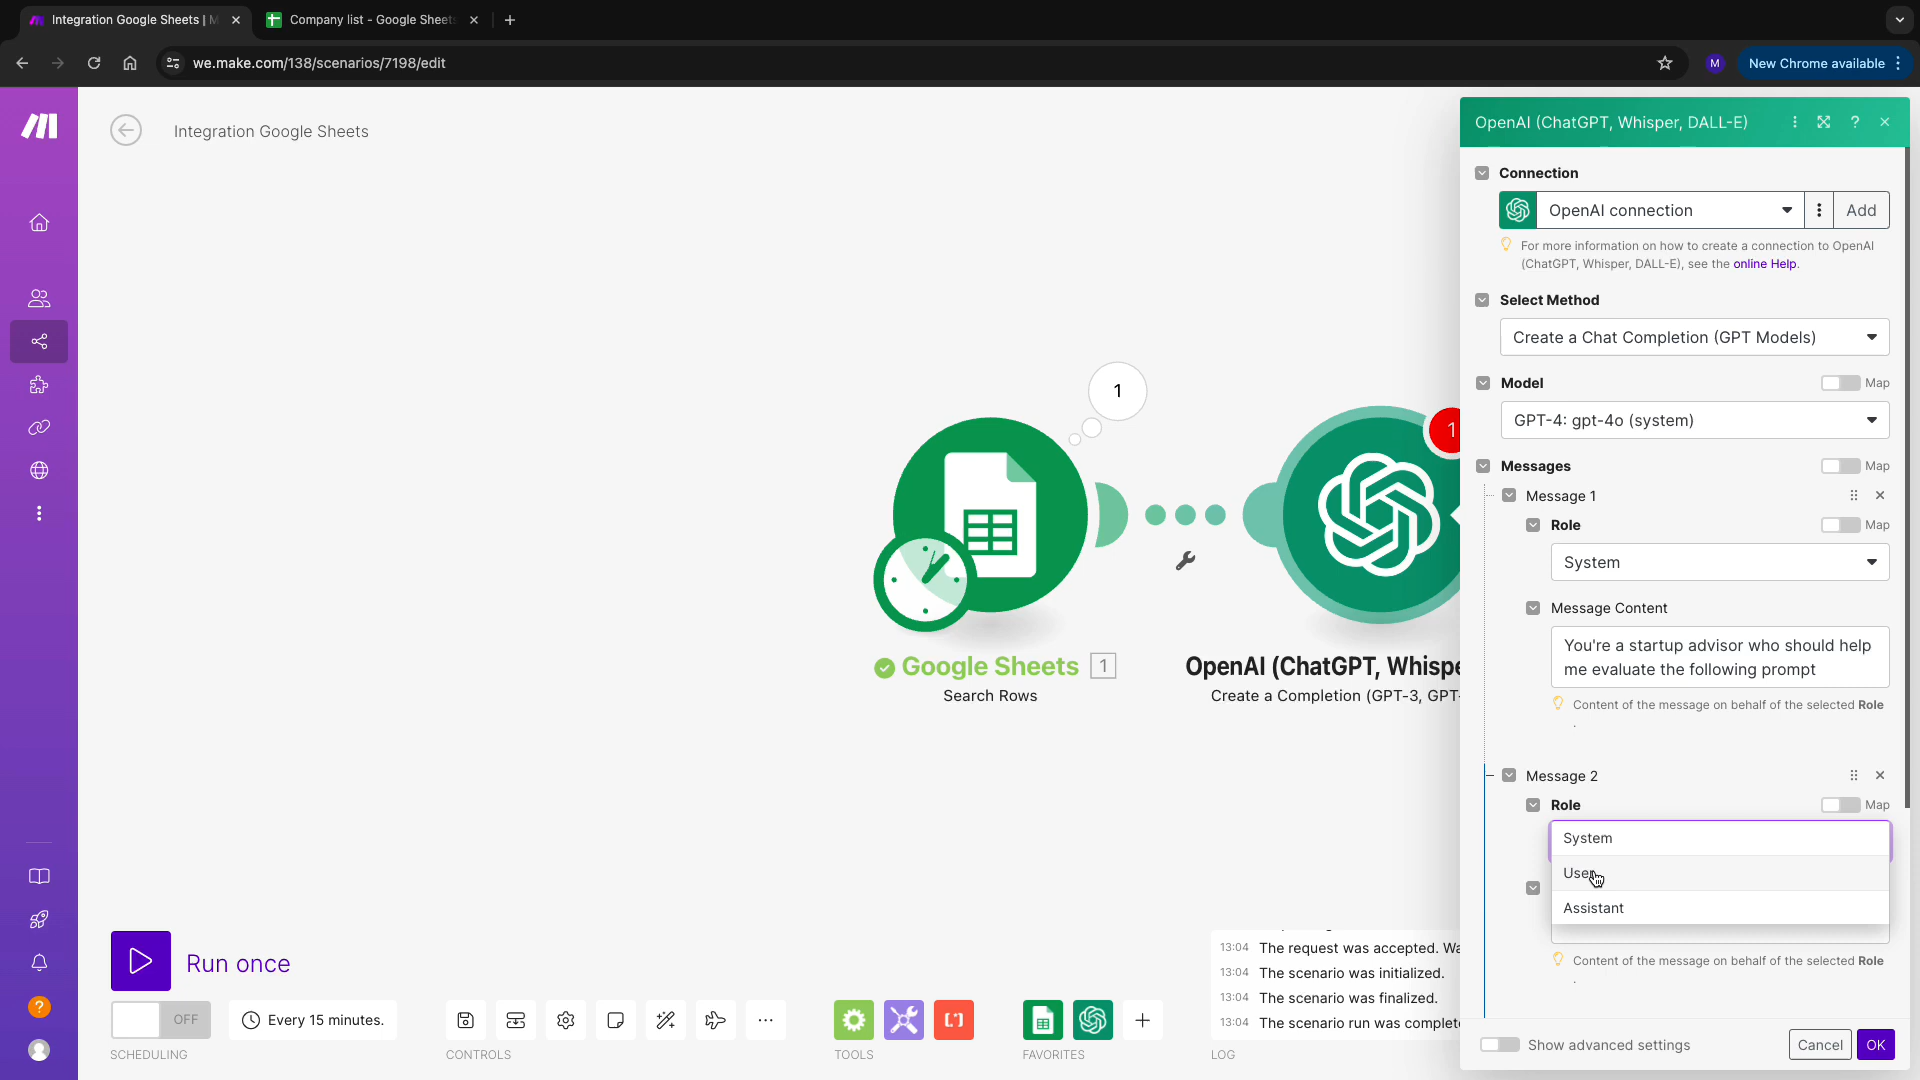 Integration Google Sheets | M
Company list - Google Sheets
we.make.com/138/scenarios/7198/edit
M
New Chrome available
Integration Google Sheets
OpenAI (ChatGPT, Whisper, DALL-E)
?
Connection
OpenAI connection
Add
For more information on how to create a connection to OpenAI
(ChatGPT, Whisper, DALL-E), see the online Help.
Select Method
Create a Chat Completion (GPT Models)
Model
Map
GPT-4: gpt-4o (system)
Messages
Map
Message 1
Role
Map
System
Message Content
You're a startup advisor who should help
me evaluate the following prompt
Content of the message on behalf of the selected Role
.
Message 2
Role
Map
System
User
Assistant
Content of the message on behalf of the selected Role
.
Show advanced settings
Cancel
OK
1
1
Google Sheets
1
Search Rows
OpenAI (ChatGPT, Whispe
Create a Completion (GPT-3, GPT-
Run once
OFF
Every 15 minutes.
SCHEDULING
CONTROLS
TOOLS
FAVORITES
LOG
13:04 The request was accepted. Wa
13:04 The scenario was initialized.
13:04 The scenario was finalized.
13:04 The scenario run was complet
?